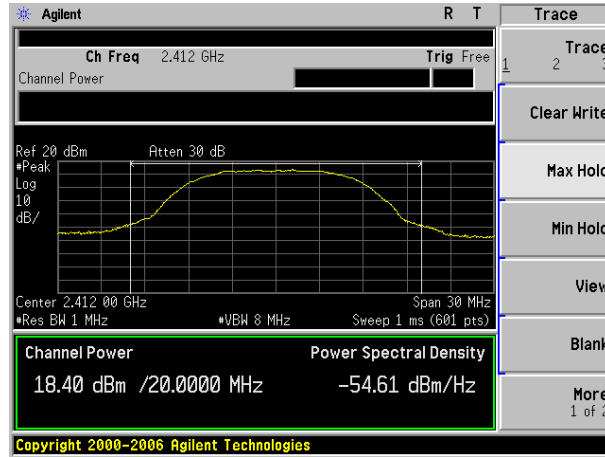 Agilent R T Trace
Ch Freq 2.412 GHz Trig Free
Channel Power
Trace
1 2 3
Clear Write
Max Hold
Min Hold
View
Blank
More
1 of 2
Ref 20 dBm Atten 30 dB
#Peak
Log
10
dB/
Center 2.412 00 GHz Span 30 MHz
#Res BW 1 MHz #VBW 8 MHz Sweep 1 ms (601 pts)
Channel Power Power Spectral Density
18.40 dBm /20.0000 MHz -54.61 dBm/Hz
Copyright 2000-2006 Agilent Technologies